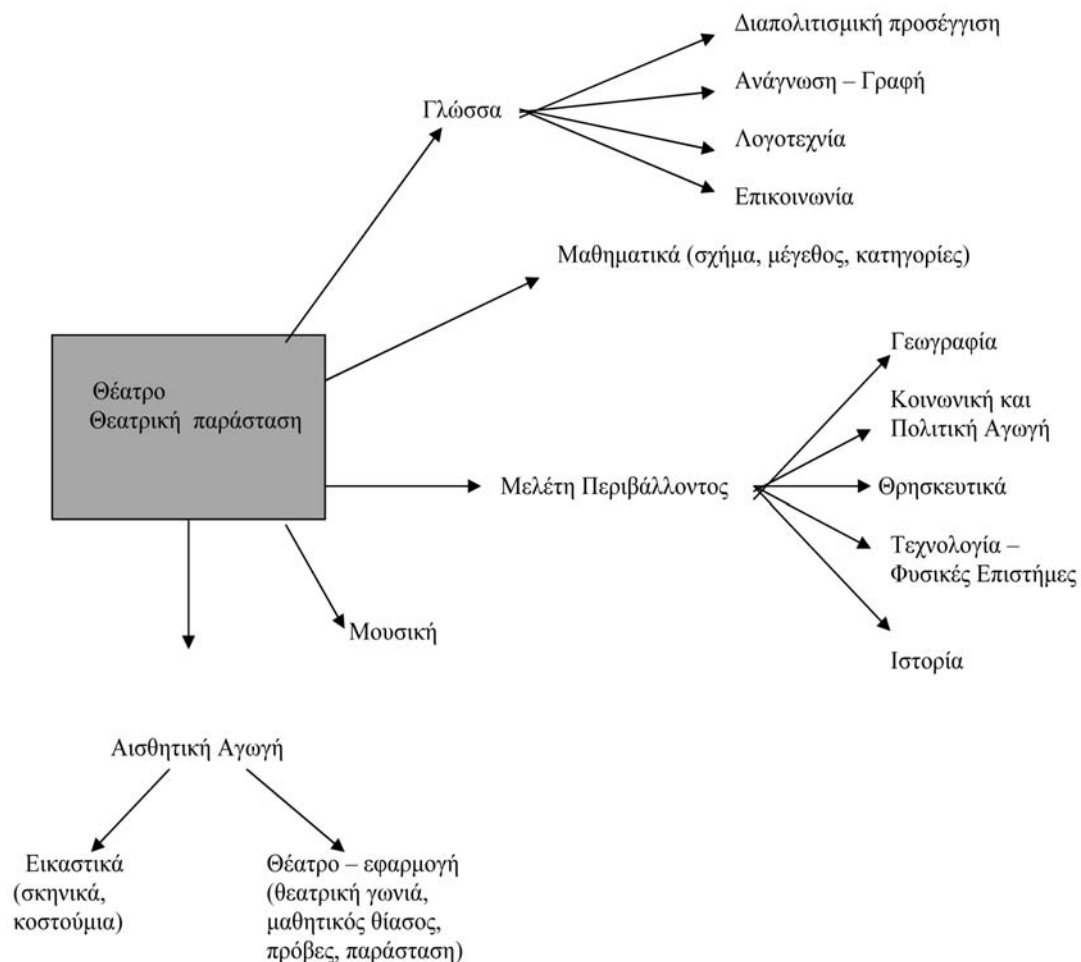 Διαπολιτισμική προσέγγιση
Ανάγνωση – Γραφή
Γλώσσα
Λογοτεχνία
Επικοινωνία
Μαθηματικά (σχήμα, μέγεθος, κατηγορίες)
Θέατρο
Θεατρική παράσταση
Γεωγραφία
Κοινωνική και
Πολιτική Αγωγή
Μελέτη Περιβάλλοντος
Θρησκευτικά
Τεχνολογία –
Φυσικές Επιστήμες
Ιστορία
Μουσική
Αισθητική Αγωγή
Εικαστικά
(σκηνικά,
κοστούμια)
Θέατρο – εφαρμογή
(θεατρική γωνιά,
μαθητικός θίασος,
πρόβες, παράσταση)